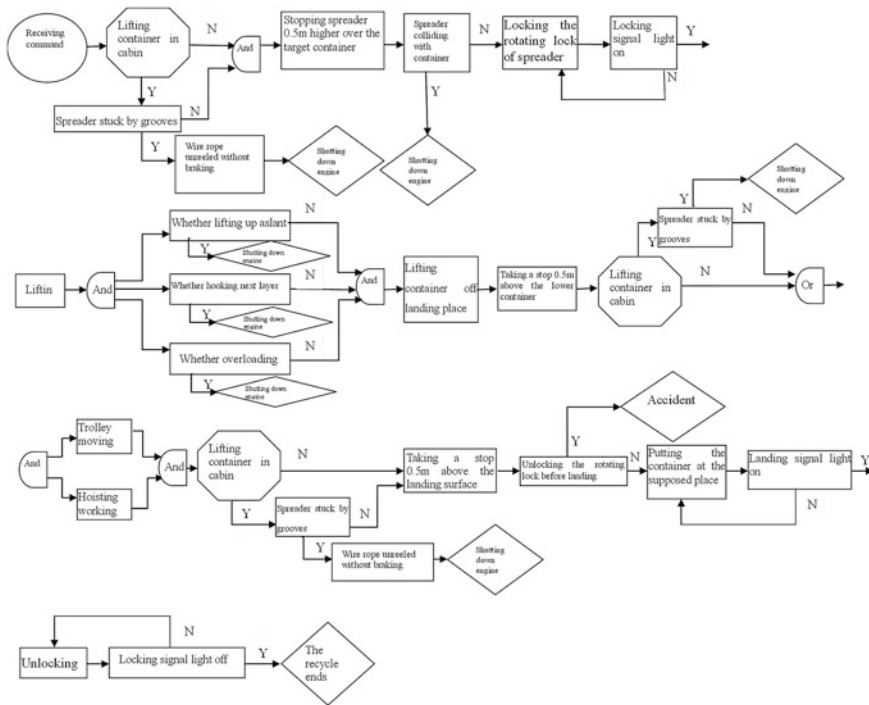 Receiving
command
Lifting
container in
cabin
N
And
Stopping spreader
0.5m higher over the
target container
Spreader
colliding
with
container
N
Locking the
rotating lock
of spreader
Locking
signal light
on
Y
N
Y
N
Spreader stuck by grooves
Y
Wire rope
unreeled without
braking
Shutting
down
engine
Y
Shutting
down
engine
Liftin
And
Whether lifting up aslant
N
Y
Shutting down
engine
Whether hooking next layer
N
Y
Shutting down
engine
Whether overloading
N
Y
Shutting down
engine
And
Lifting
container off
landing place
Taking a stop 0.5m
above the lower
container
Lifting
container in
cabin
Y
Spreader stuck by
grooves
Y
Shutting
down
engine
N
N
Or
And
Trolley
moving
Hoisting
working
And
Lifting
container in
cabin
N
Y
Spreader stuck by
grooves
N
Y
Wire rope unreeled
without braking
Shutting
down
engine
Taking a stop
0.5m above the
landing surface
Unlocking the rotating
lock before landing
Y
Accident
N
Putting the
container at the
supposed place
Landing signal light
on
Y
N
Unlocking
N
Locking signal light off
Y
The
recycle
ends